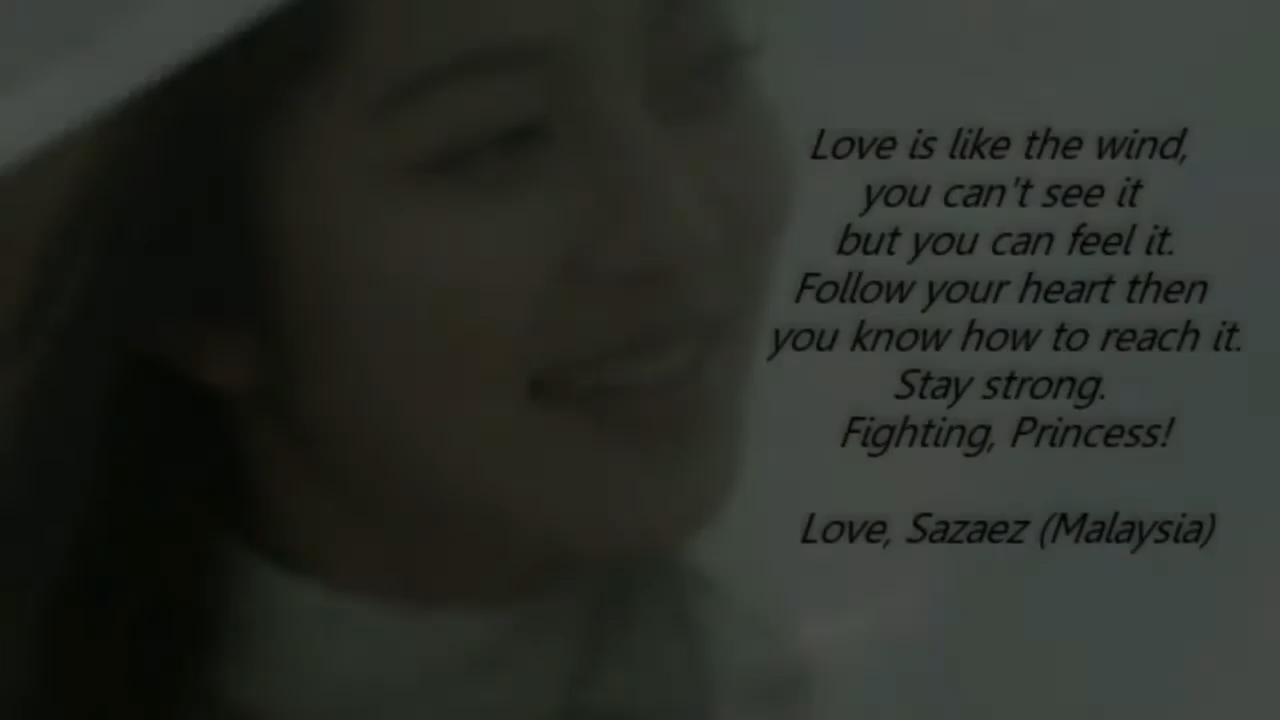 Love is like the wind,
you can't see it
but you can feel it.
Follow your heart then
you know how to reach it.
Stay strong.
Fighting, Princess!
Love, Sazaez (Malaysia)